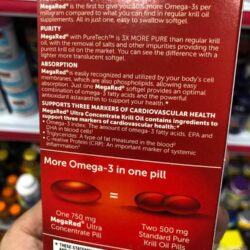 MegaRed® is the first to give you 50% more Omega-3s per
milligram compared to what you can find in regular krill oil
supplements. All in just one, easy to swallow softgel.
PURITY
MegaRed® with PureTech™ is 3X MORE PURE than regular krill
oil, with the removal of salts and other impurities providing the
purest krill oil on the market. You can see the difference with a
lighter more translucent softgel.
ABSORPTION
MegaRed® is easily recognized and utilized by your body's cell
membranes, which are also phospholipids, allowing easy
absorption. Just one MegaRed® softgel provides an optimal
combination of omega-3 fatty acids and the powerful
antioxidant astaxanthin to support your health.*
SUPPORTS THREE MARKERS OF CARDIOVASCULAR HEALTH
MegaRed® Ultra Concentrate Krill Oil contains ingredients to
support three markers of cardiovascular health:*
• Omega-3 Index: The amount of omega-3 fatty acids, EPA and
DHA in blood cells*
• Triglycerides: A type of fat measured in the blood*
• C-Reactive Protein (CRP): An important marker of systemic
inflammation*
More Omega-3 in one pill
=
One 750 mg
MegaRed® Ultra
Concentrate Pill
Two 500 mg
Standard Pure
Krill Oil Pills
* These